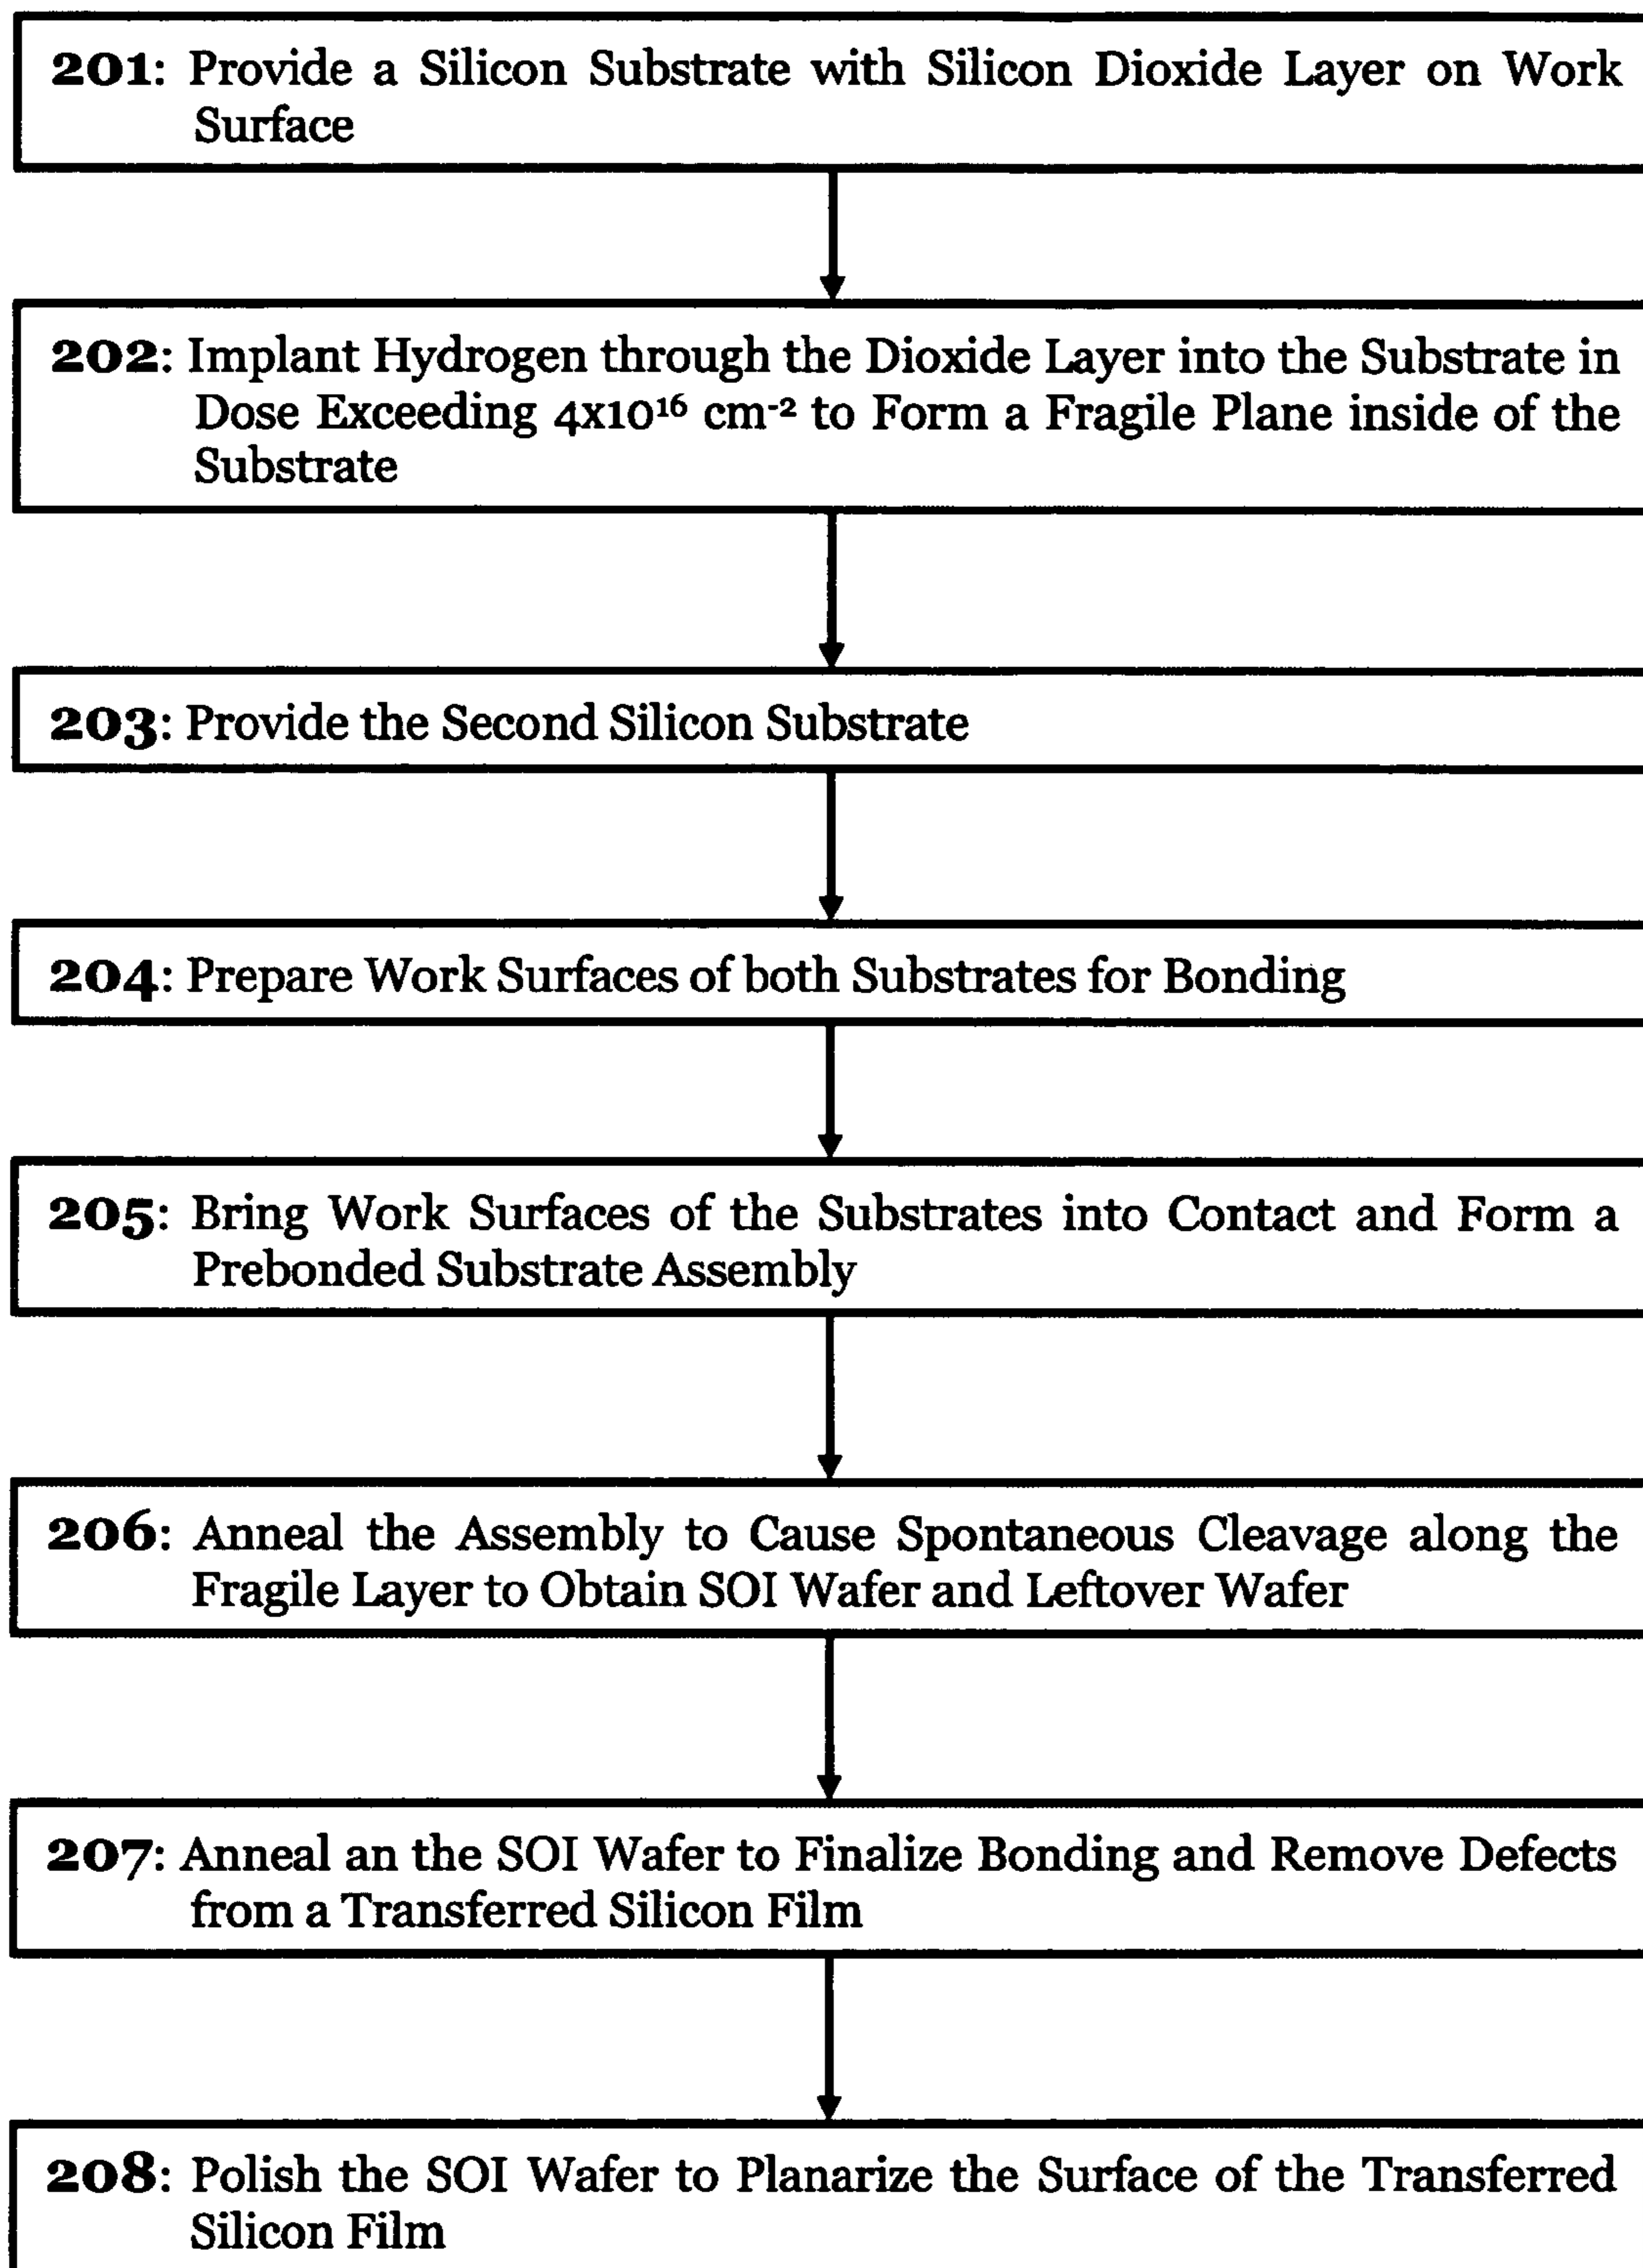 201: Provide a Silicon Substrate with Silicon Dioxide Layer on Work
Surface
202: Implant Hydrogen through the Dioxide Layer into the Substrate in
Dose Exceeding 4x10¹⁶ cm⁻² to Form a Fragile Plane inside of the
Substrate
203: Provide the Second Silicon Substrate
204: Prepare Work Surfaces of both Substrates for Bonding
205: Bring Work Surfaces of the Substrates into Contact and Form a
Prebonded Substrate Assembly
206: Anneal the Assembly to Cause Spontaneous Cleavage along the
Fragile Layer to Obtain SOI Wafer and Leftover Wafer
207: Anneal an the SOI Wafer to Finalize Bonding and Remove Defects
from a Transferred Silicon Film
208: Polish the SOI Wafer to Planarize the Surface of the Transferred
Silicon Film